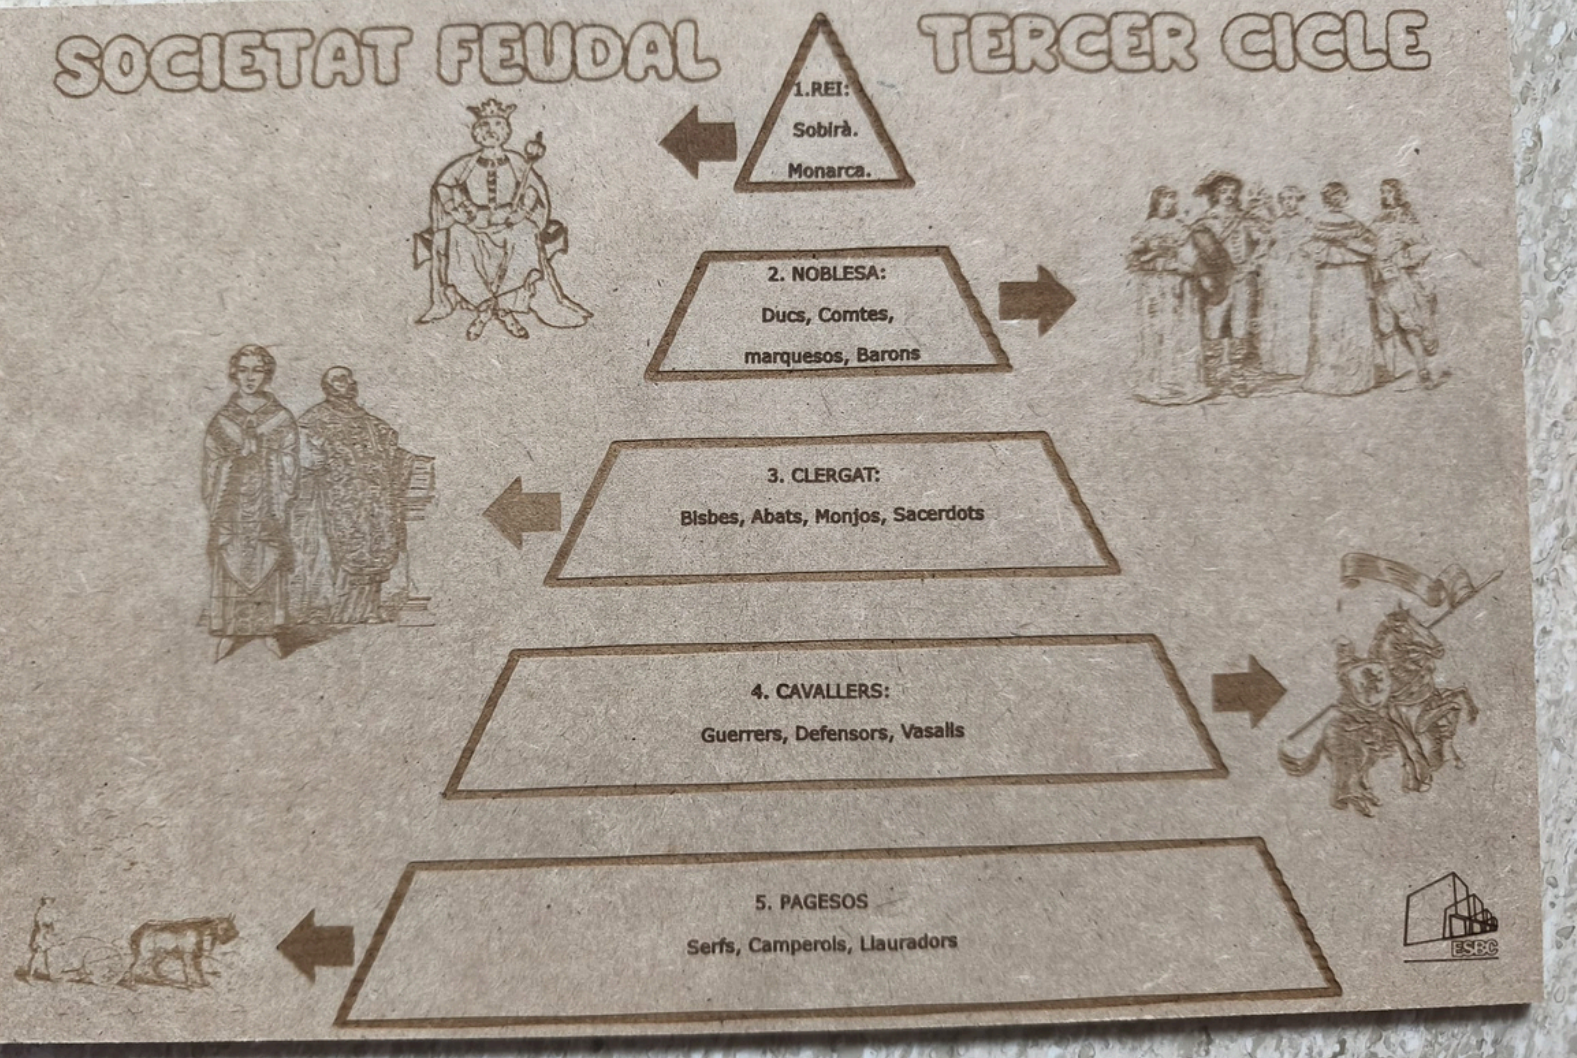 SOCIETAT FEUDAL
TERCER CICLE
1.REI:
Sobirà.
Monarca.
2. NOBLESA:
Ducs, Comtes,
marquesos, Barons
3. CLERGAT:
Bisbes, Abats, Monjos, Sacerdots
4. CAVALLERS:
Guerrers, Defensors, Vasalls
5. PAGESOS
Serfs, Camperols, Llauradors
ESBC